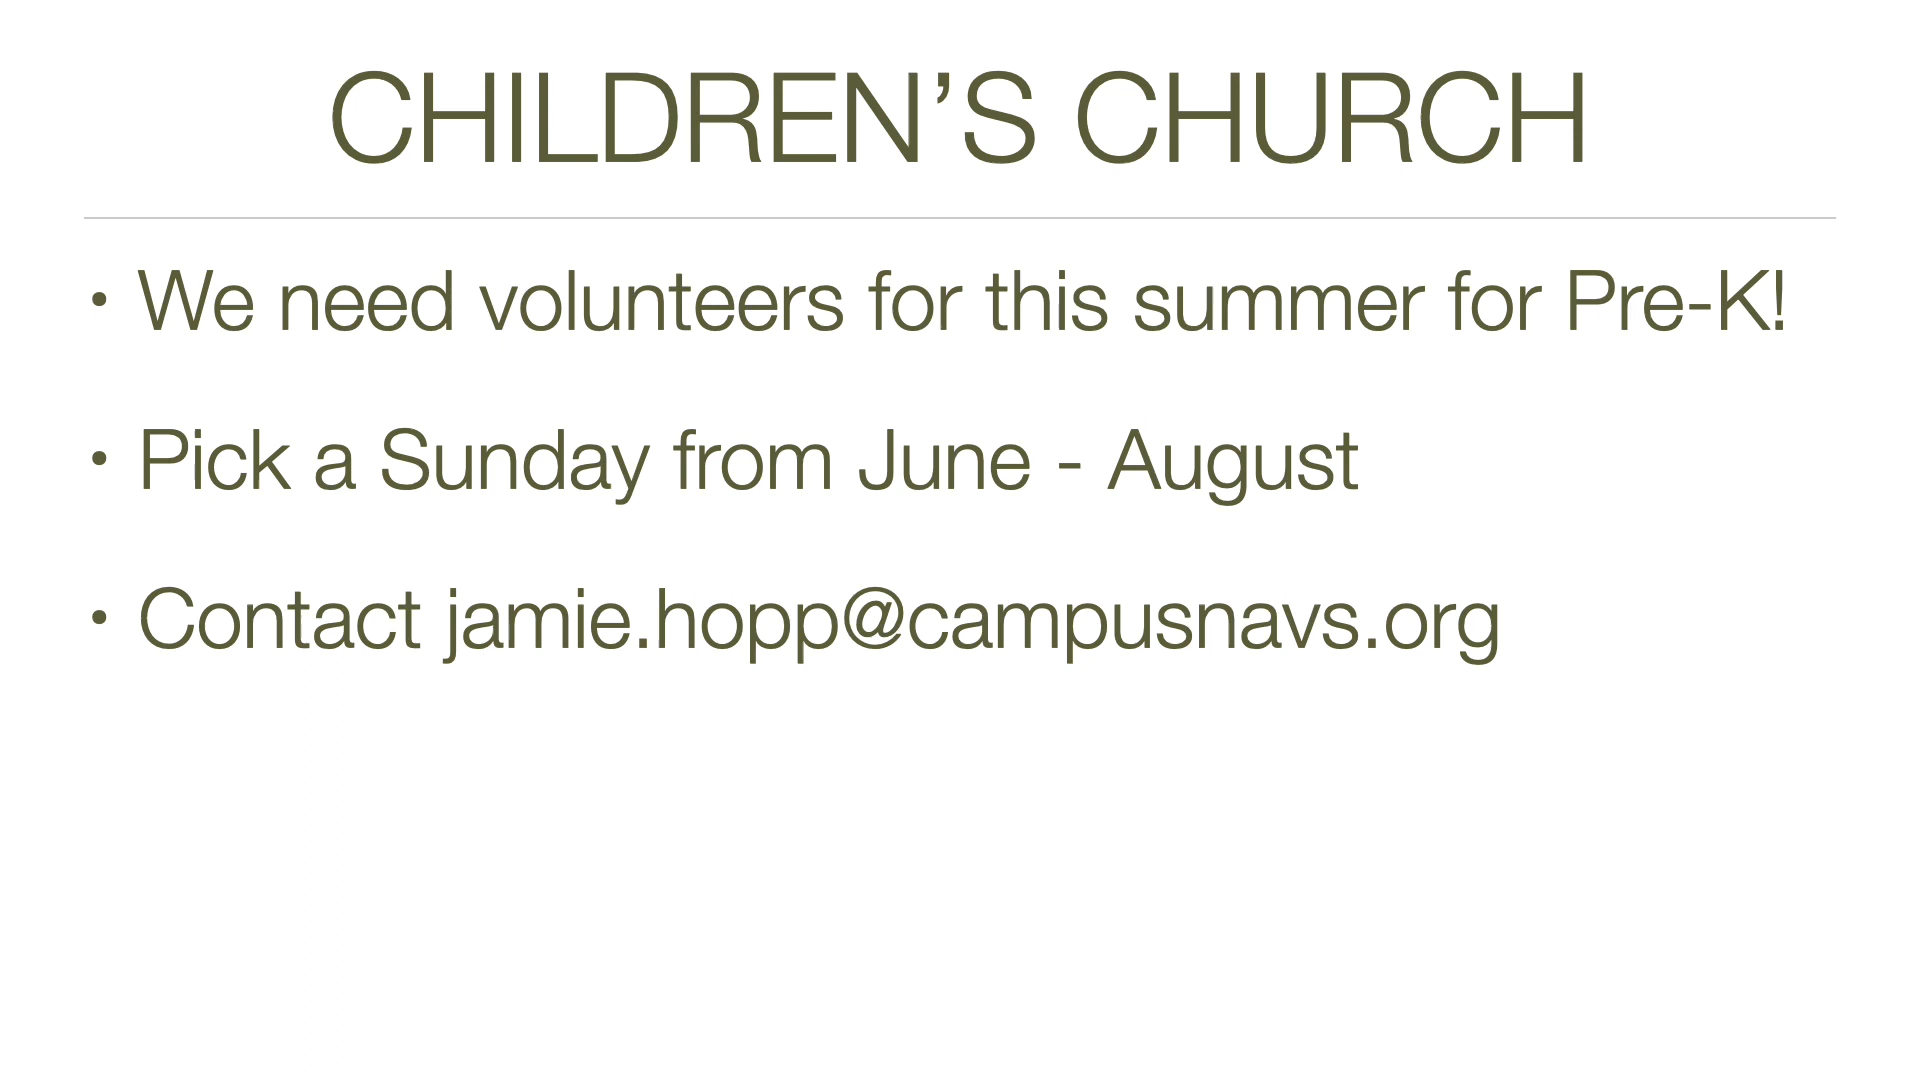 CHILDREN’S CHURCH
• We need volunteers for this summer for Pre-K!
• Pick a Sunday from June - August
• Contact jamie.hopp@campusnavs.org